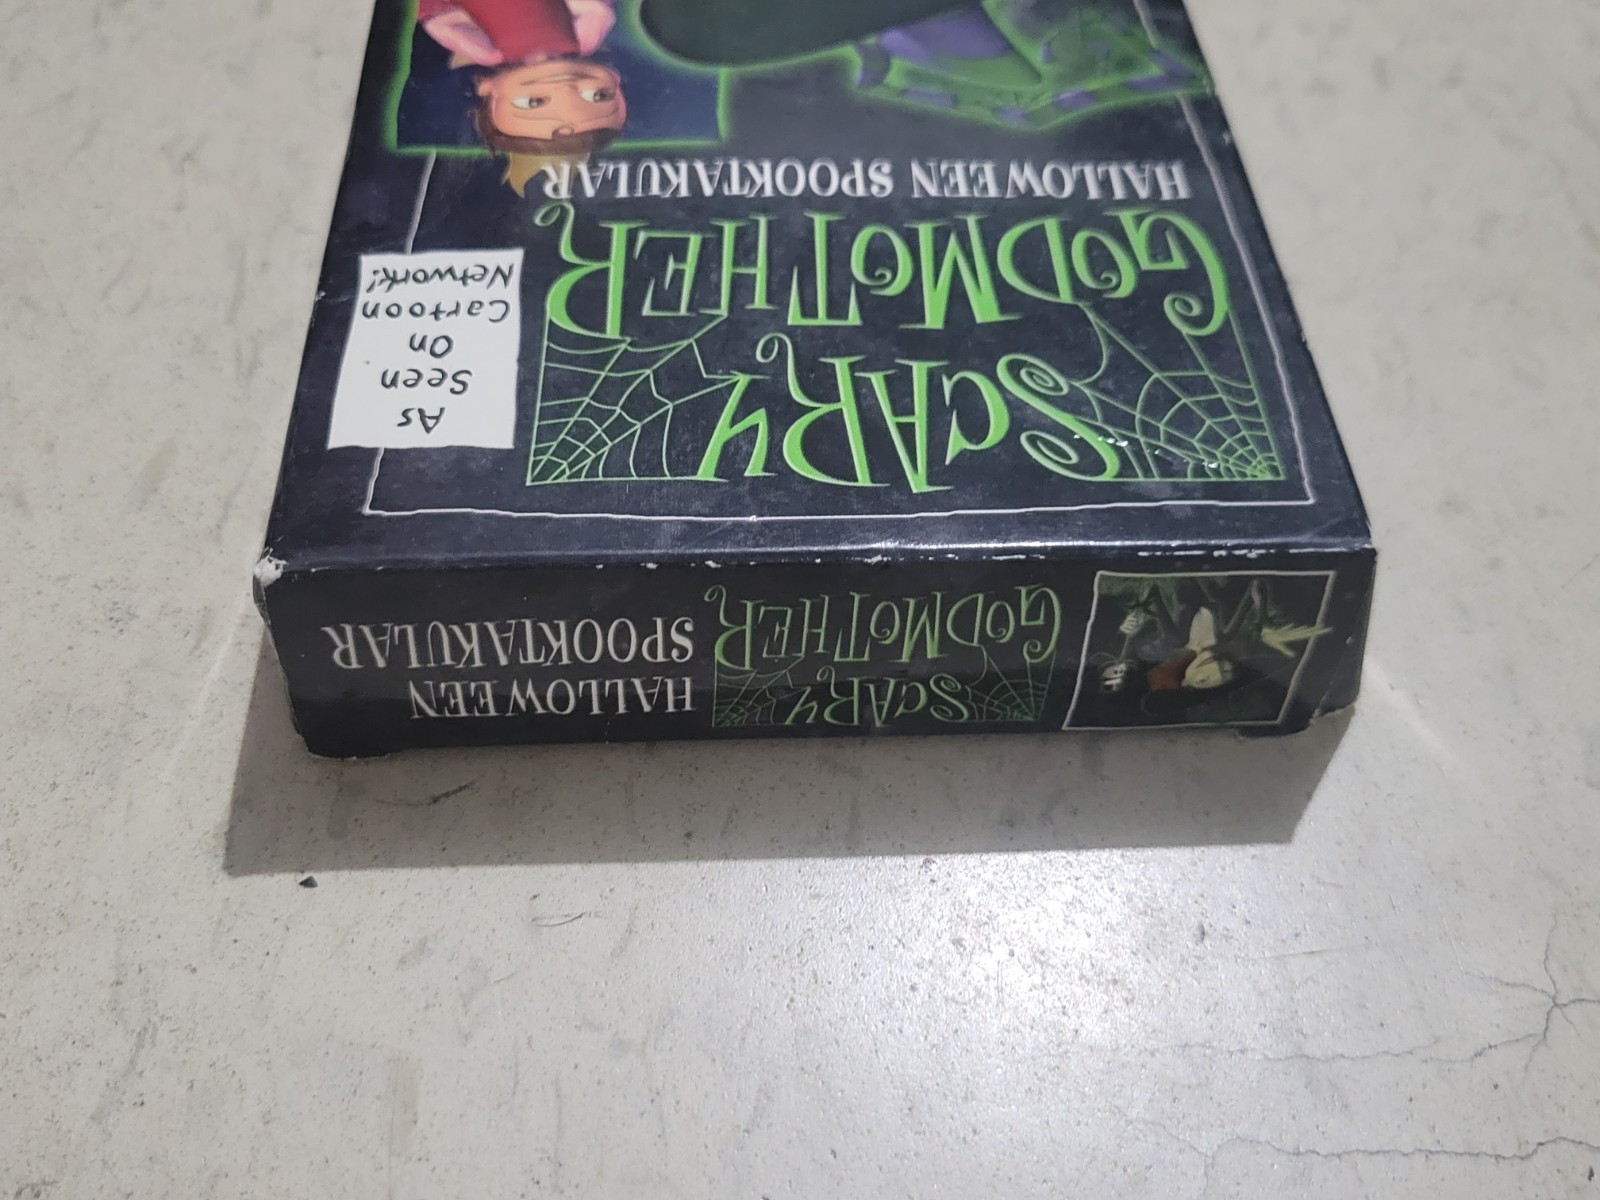 As
Seen
On
Cartoon
Network!
SCARY
GODMOTHER
HALLOWEEN SPOOKTAKULAR
SCARY
GODMOTHER
HALLOWEEN
SPOOKTAKULAR